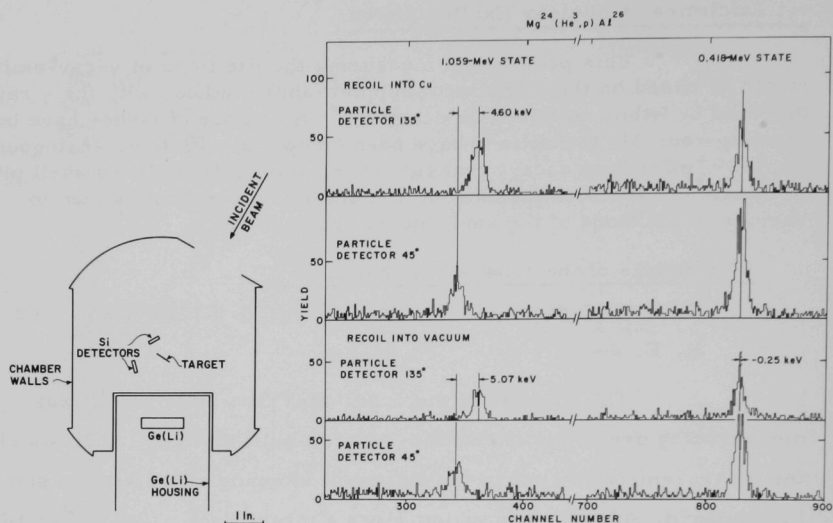 Mg²⁴(He³,p)Aℓ²⁶
1.059-MeV STATE
0.418-MeV STATE
RECOIL INTO Cu
PARTICLE
DETECTOR 135°
4.60 keV
100
50
0
PARTICLE
DETECTOR 45°
50
0
RECOIL INTO VACUUM
PARTICLE
DETECTOR 135°
5.07 keV
-0.25 keV
50
0
PARTICLE
DETECTOR 45°
50
0
YIELD
300
400
700
800
900
CHANNEL NUMBER
INCIDENT
BEAM
Si
DETECTORS
TARGET
CHAMBER
WALLS
Ge(Li)
Ge(Li)
HOUSING
1 In.